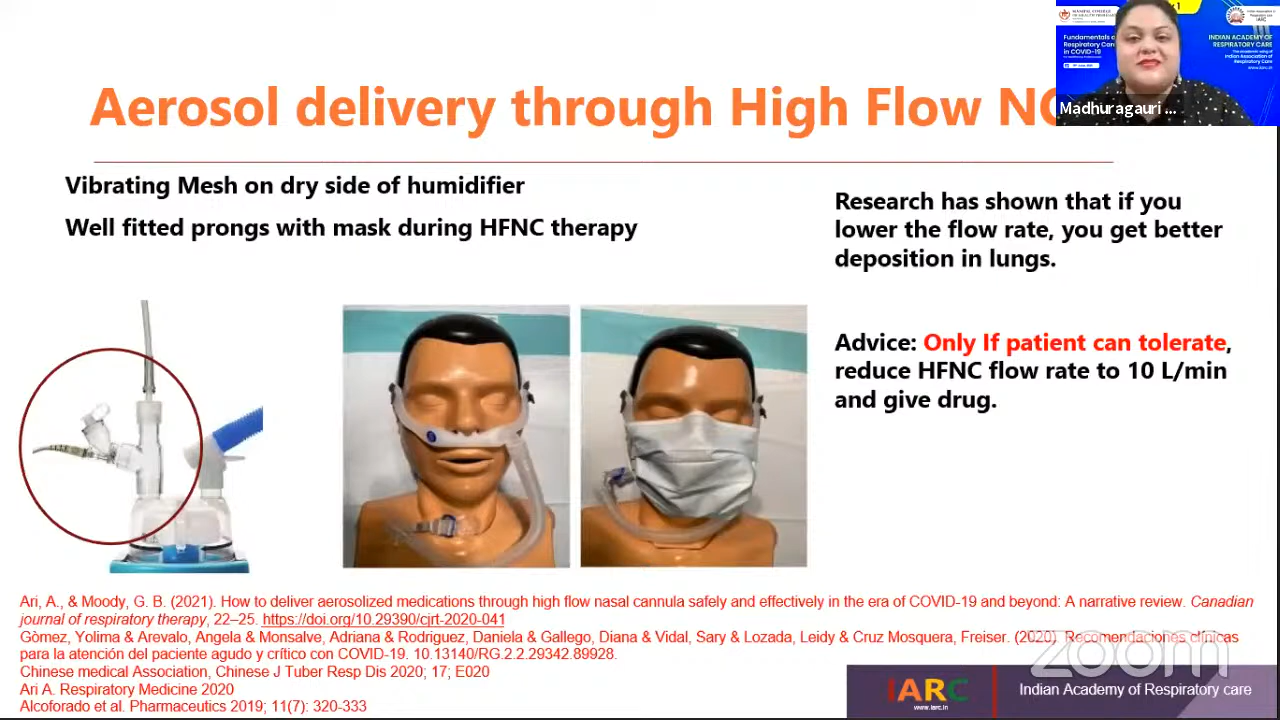 Aerosol delivery through High Flow
Vibrating Mesh on dry side of humidifier
Well fitted prongs with mask during HFNC therapy
Research has shown that if you
lower the flow rate, you get better
deposition in lungs.
Advice: Only If patient can tolerate,
reduce HFNC flow rate to 10 L/min
and give drug.
Ari, A., & Moody, G. B. (2021). How to deliver aerosolized medications through high flow nasal cannula safely and effectively in the era of COVID-19 and beyond: A narrative review. Canadian
journal of respiratory therapy, 22–25. https://doi.org/10.29390/cjrt-2020-041
Gòmez, Yolima & Arevalo, Angela & Monsalve, Adriana & Rodriguez, Daniela & Gallego, Diana & Vidal, Sary & Lozada, Leidy & Cruz Mosquera, Freiser. (2020). Recomendaciones clínicas
para la atención del paciente agudo y crítico con COVID-19. 10.13140/RG.2.2.29342.89928.
Chinese medical Association, Chinese J Tuber Resp Dis 2020; 17; E020
Ari A. Respiratory Medicine 2020
Alcoforado et al. Pharmaceutics 2019; 11(7): 320-333
zoom
IARC
www.iarc.in
Indian Academy of Respiratory care
Fundamentals
Respiratory
in COVID-19
INDIAN ACADEMY OF
RESPIRATORY CARE
Indian Association of
Respiratory Care
Madhuragauri ...